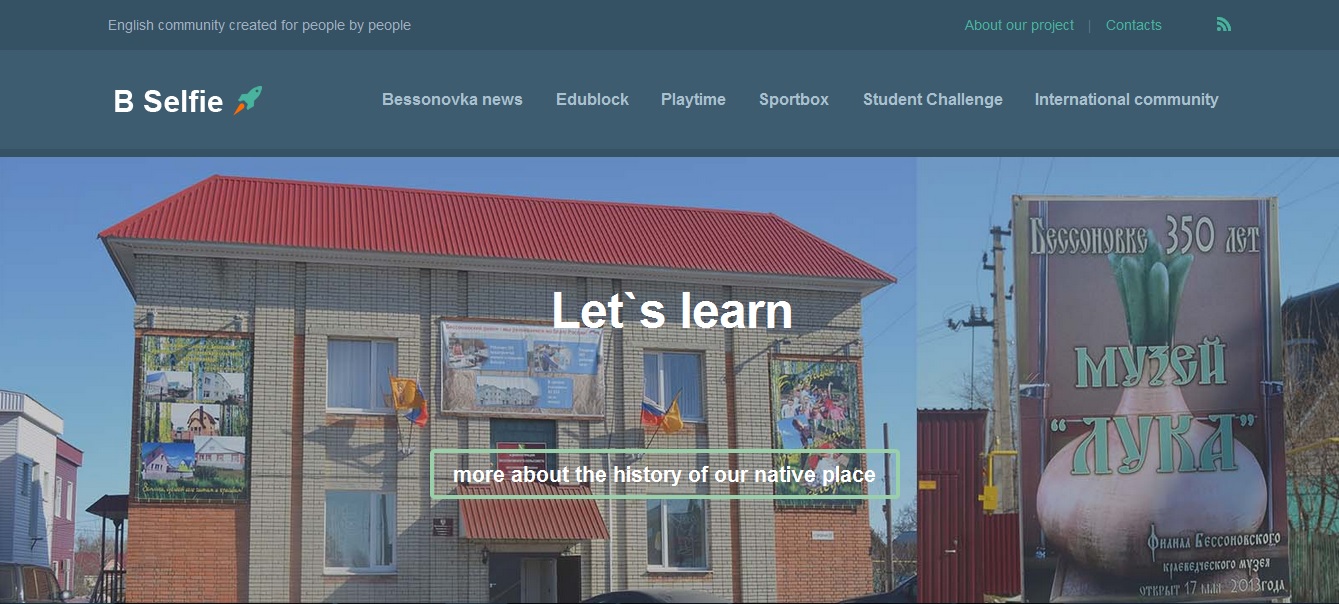 English community created for people by people
About our project | Contacts
B Selfie
Bessonovka news Edublock Playtime Sportbox Student Challenge International community
Let`s learn
more about the history of our native place
Бессоновке 350 лет
МУЗЕЙ
"ЛУКА"
Филиал Бессоновского
краеведческого музея
открыт 17 мая 2013года